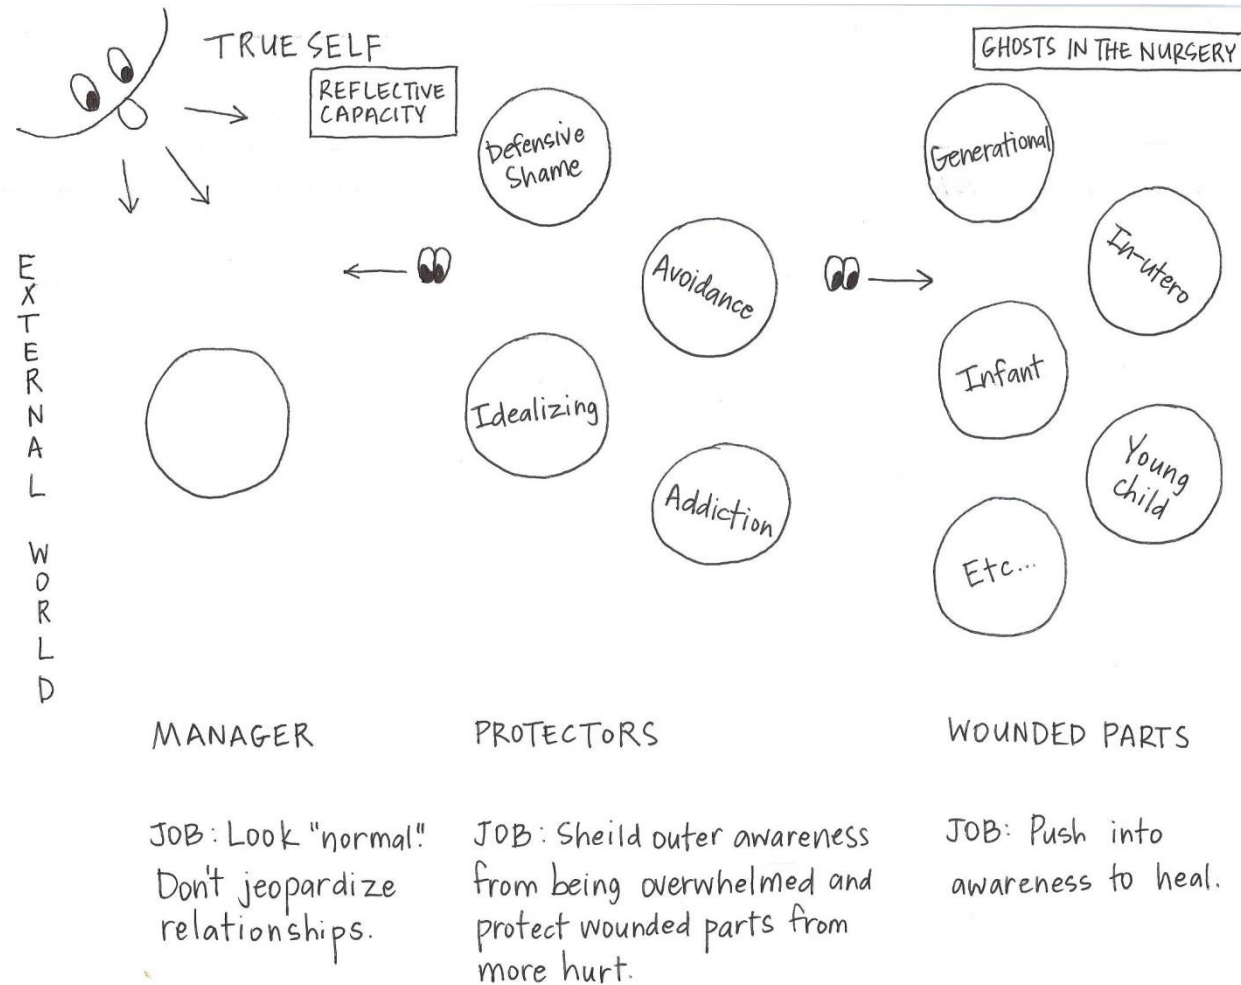 TRUE SELF
REFLECTIVE
CAPACITY
GHOSTS IN THE NURSERY
Defensive
Shame
Generational
Avoidance
In-utero
EXTERNAL WORLD
Idealizing
Infant
Addiction
Young
child
Etc...
MANAGER
JOB: Look "normal".
Don't jeopardize
relationships.
PROTECTORS
JOB: Sheild outer awareness
from being overwhelmed and
protect wounded parts from
more hurt.
WOUNDED PARTS
JOB: Push into
awareness to heal.